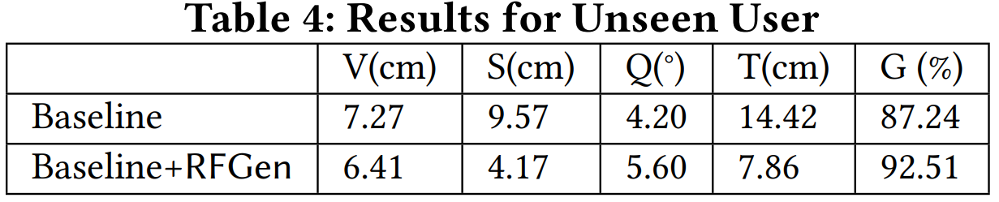 Table 4: Results for Unseen User
V(cm) S(cm) Q(°) T(cm) G (%)
Baseline 7.27 9.57 4.20 14.42 87.24
Baseline+RFGen 6.41 4.17 5.60 7.86 92.51